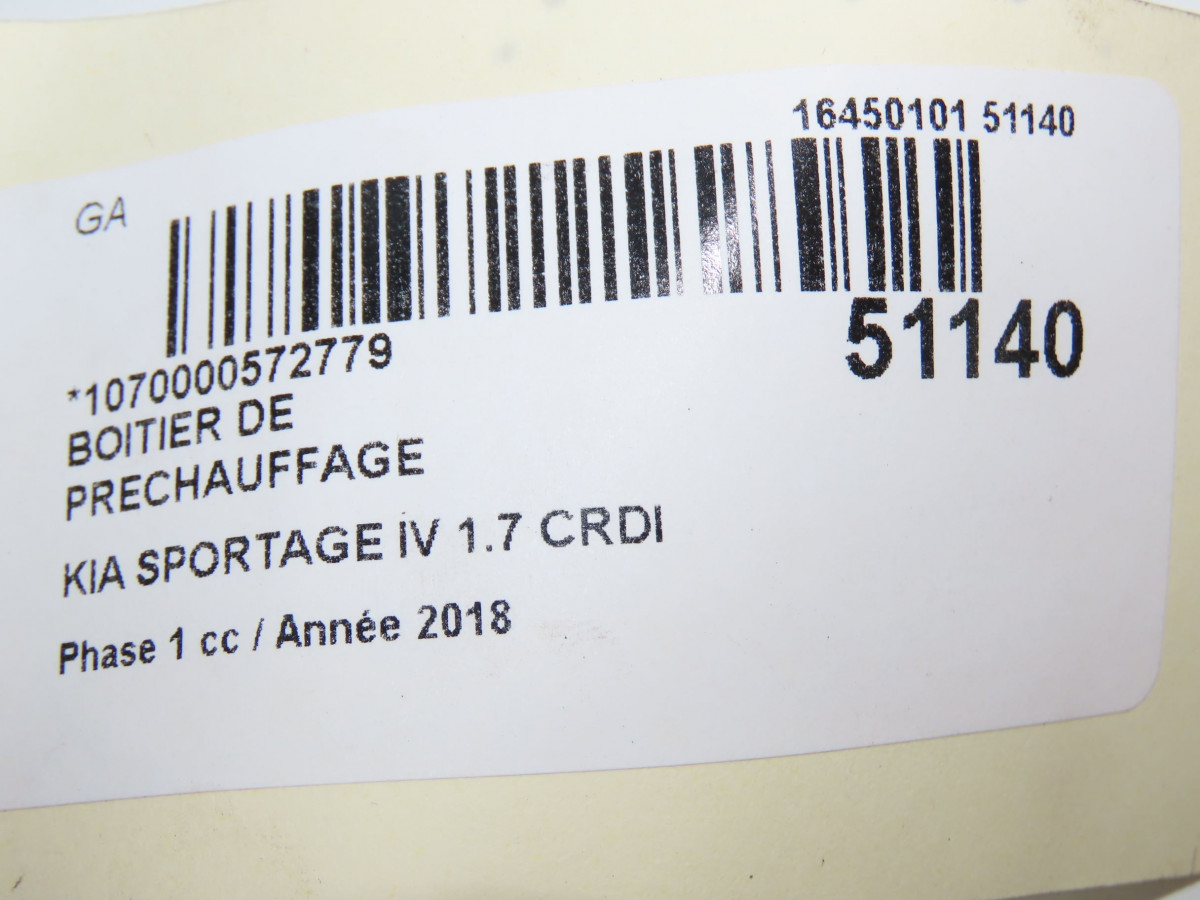 16450101 51140
GA
51140
*1070000572779
BOITIER DE
PRECHAUFFAGE
KIA SPORTAGE IV 1.7 CRDI
Phase 1 cc / Année 2018